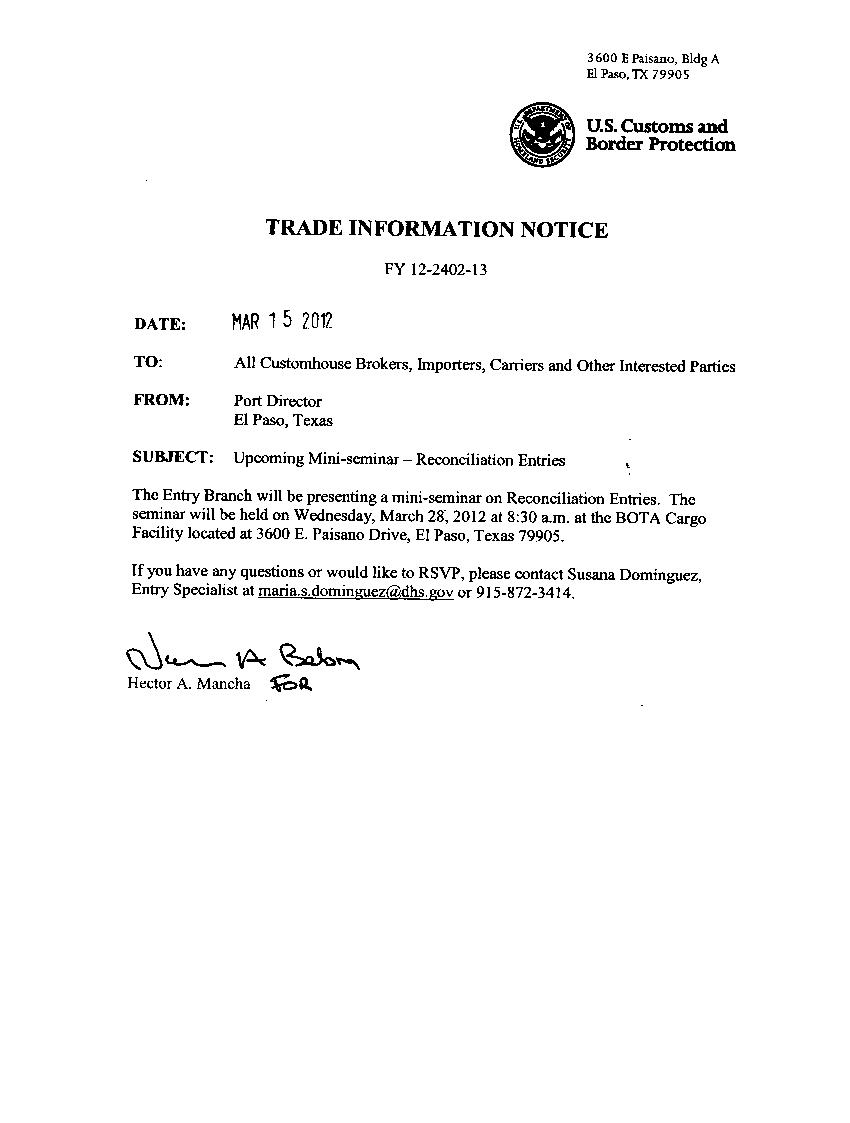 3600 E Paisano, Bldg A
El Paso, TX 79905
U.S. DEPARTMENT OF
HOMELAND SECURITY
U.S. Customs and
Border Protection
TRADE INFORMATION NOTICE
FY 12-2402-13
DATE: MAR 15 2012
TO: All Customhouse Brokers, Importers, Carriers and Other Interested Parties
FROM: Port Director
El Paso, Texas
SUBJECT: Upcoming Mini-seminar – Reconciliation Entries
The Entry Branch will be presenting a mini-seminar on Reconciliation Entries. The
seminar will be held on Wednesday, March 28, 2012 at 8:30 a.m. at the BOTA Cargo
Facility located at 3600 E. Paisano Drive, El Paso, Texas 79905.
If you have any questions or would like to RSVP, please contact Susana Dominguez,
Entry Specialist at maria.s.dominguez@dhs.gov or 915-872-3414.
A
Hector A. Mancha FOR